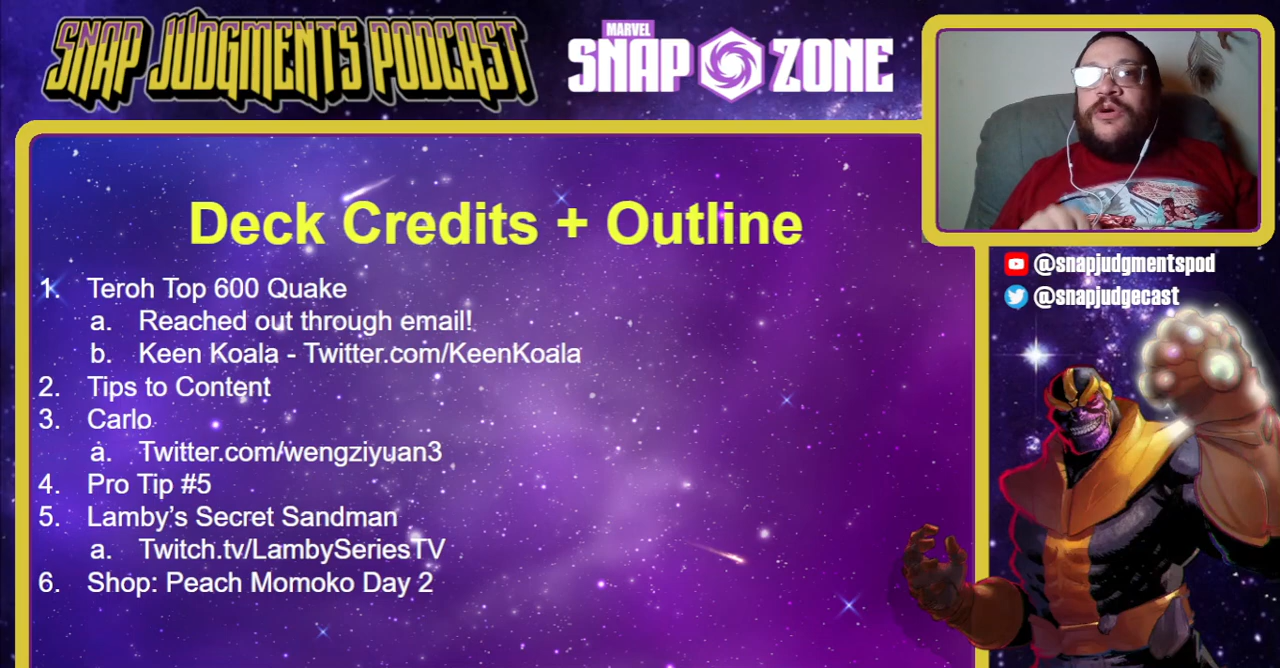 SNAP JUDGMENTS PODCAST
MARVEL
SNAP ZONE
@snapjudgmentspod
@snapjudgecast
Deck Credits + Outline
1. Teroh Top 600 Quake
a. Reached out through email!
b. Keen Koala - Twitter.com/KeenKoala
2. Tips to Content
3. Carlo
a. Twitter.com/wengziyuan3
4. Pro Tip #5
5. Lamby’s Secret Sandman
a. Twitch.tv/LambySeriesTV
6. Shop: Peach Momoko Day 2